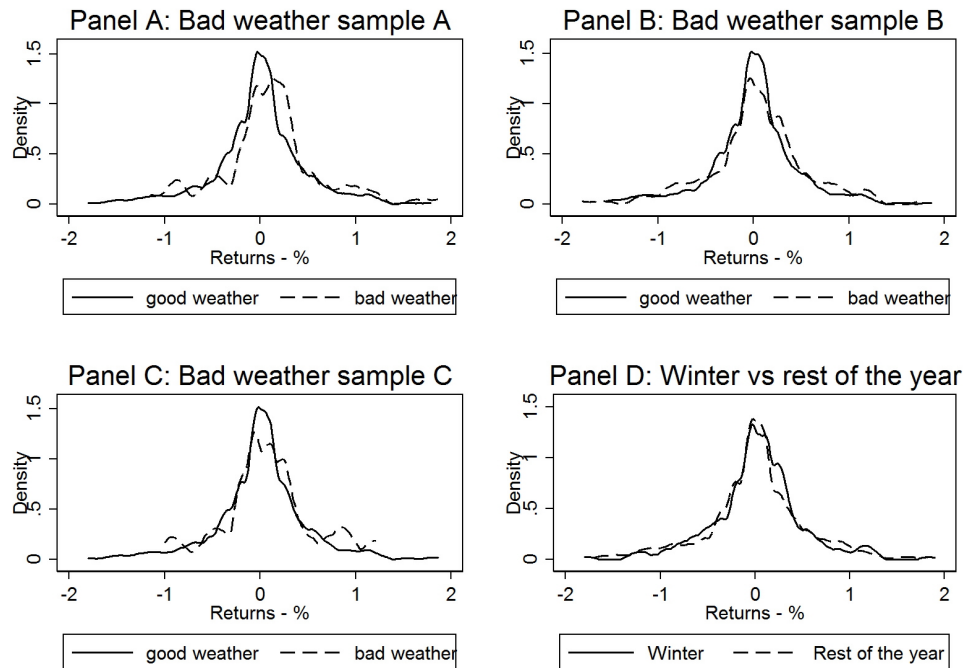 Panel A: Bad weather sample A
Density
0 .5 1 1.5
-2 -1 0 1 2
Returns - %
good weather bad weather
Panel B: Bad weather sample B
Density
0 .5 1 1.5
-2 -1 0 1 2
Returns - %
good weather bad weather
Panel C: Bad weather sample C
Density
0 .5 1 1.5
-2 -1 0 1 2
Returns - %
good weather bad weather
Panel D: Winter vs rest of the year
Density
0 .5 1 1.5
-2 -1 0 1 2
Returns - %
Winter Rest of the year